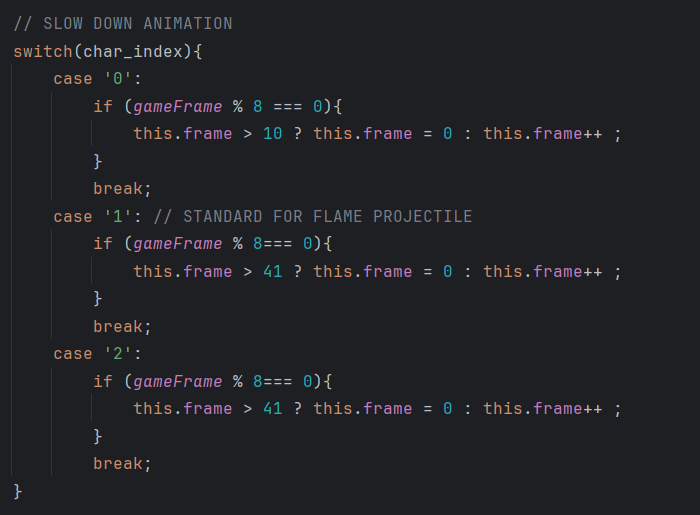 // SLOW DOWN ANIMATION
switch(char_index){
    case '0':
        if (gameFrame % 8 === 0){
            this.frame > 10 ? this.frame = 0 : this.frame++ ;
        }
        break;
    case '1': // STANDARD FOR FLAME PROJECTILE
        if (gameFrame % 8=== 0){
            this.frame > 41 ? this.frame = 0 : this.frame++ ;
        }
        break;
    case '2':
        if (gameFrame % 8=== 0){
            this.frame > 41 ? this.frame = 0 : this.frame++ ;
        }
        break;
}